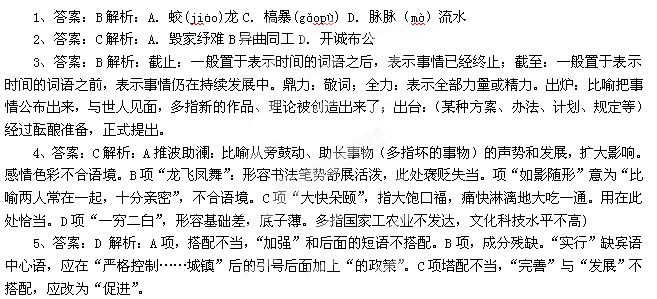 1、答案：B解析：A．蛟(jiāo)龙C．槁暴(gǎopù）D．脉脉（mò）流水
2、答案：C解析：A．毁家纾难B异曲同工D．开诚布公
3、答案：B解析：截止：一般置于表示时间的词语之后，表示事情已经终止；截至：一般置于表示
时间的词语之前，表示事情仍在持续发展中。鼎力：敬词；全力：表示全部力量或精力。出炉：比喻把事
情公布出来，与世人见面，多指新的作品、理论被创造出来了；出台：（某种方案、办法、计划、规定等）
经过酝酿准备，正式提出。
4、答案：C解析：A推波助澜：比喻从旁鼓动、助长事物（多指坏的事物）的声势和发展，扩大影响。
感情色彩不合语境。B项“龙飞凤舞”：形容书法笔势舒展活泼，此处褒贬失当。项“如影随形”意为“比
喻两人常在一起，十分亲密”，不合语境。C项“大快朵颐”，指大饱口福，痛快淋漓地大吃一通。用在此
处恰当。D项“一穷二白”，形容基础差，底子薄。多指国家工农业不发达，文化科技水平不高）
5、答案：D 解析：A项，搭配不当，“加强”和后面的短语不搭配。B项，成分残缺。“实行”缺宾语
中心语，应在“严格控制……城镇”后的引号后面加上“的政策”。C项搭配不当，“完善”与“发展”不
搭配，应改为“促进”。